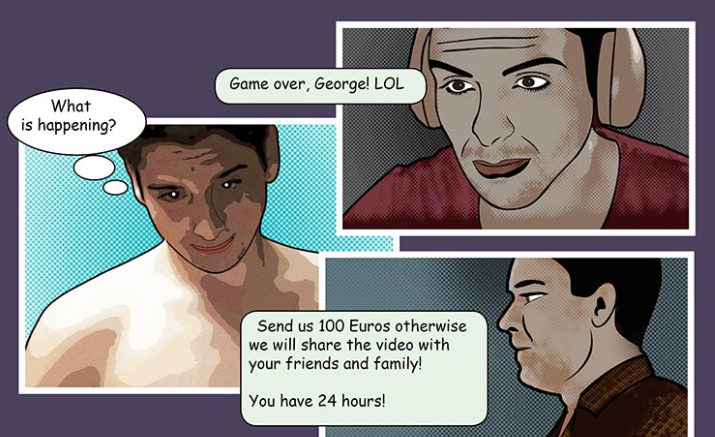 Game over, George! LOL
What
is happening?
Send us 100 Euros otherwise
we will share the video with
your friends and family!
You have 24 hours!